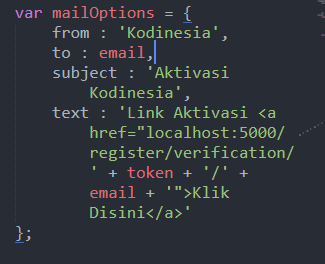 var mailOptions = {
from : 'Kodinesia',
to : email,
subject : 'Aktivasi
Kodinesia',
text : 'Link Aktivasi <a
href="localhost:5000/
register/verification/
' + token + '/' +
email + '">Klik
Disini</a>'
};